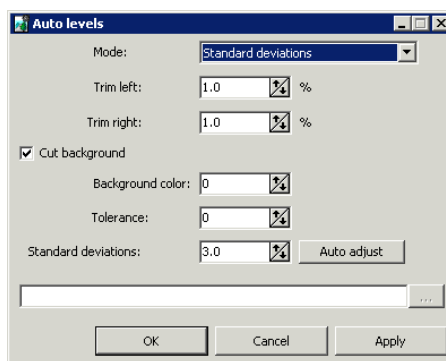 Auto levels
Mode: Standard deviations
Trim left: 1.0 %
Trim right: 1.0 %
Cut background
Background color: 0
Tolerance: 0
Standard deviations: 3.0 Auto adjust
...
OK Cancel Apply